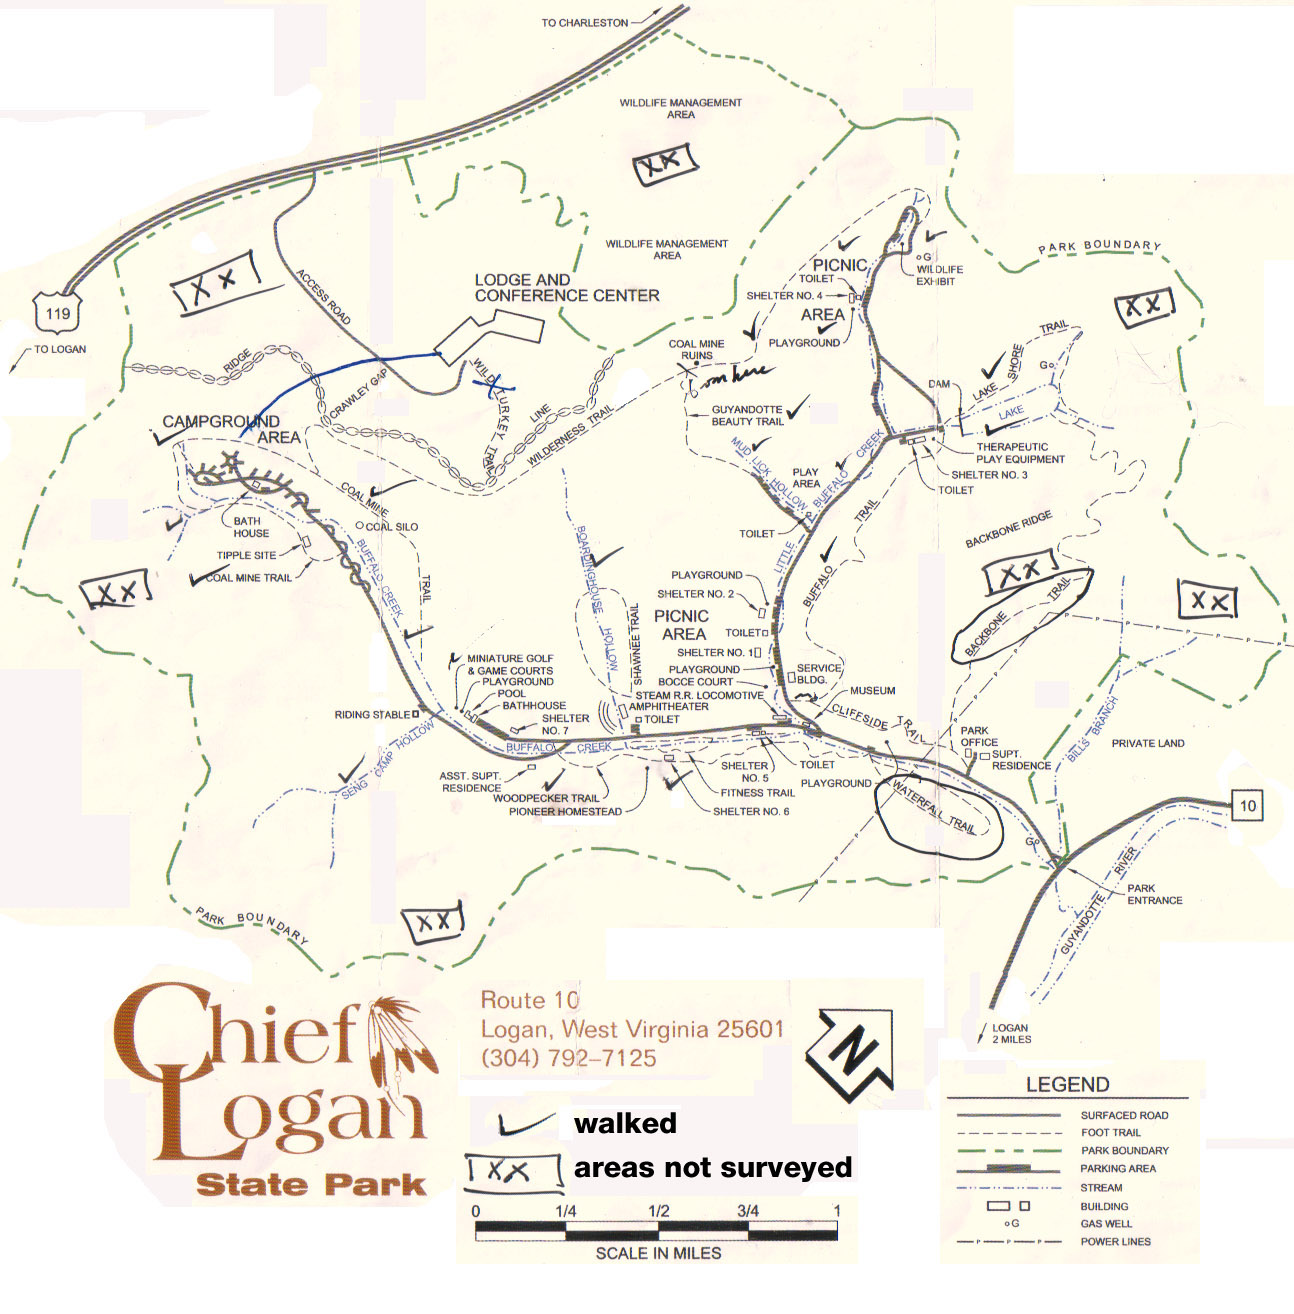 TO CHARLESTON
WILDLIFE MANAGEMENT
AREA
XX
PARK BOUNDARY
WILDLIFE MANAGEMENT
AREA
PICNIC
TOILET
SHELTER NO. 4
AREA
PLAYGROUND
G
WILDLIFE
EXHIBIT
XX
119
TO LOGAN
XX
ACCESS ROAD
LODGE AND
CONFERENCE CENTER
COAL MINE
RUINS
on here
TRAIL
LAKE SHORE
G
DAM
LAKE
RIDGE
CRAWLEY GAP
WILD TURKEY TRAIL
LINE
WILDERNESS TRAIL
GUYANDOTTE
BEAUTY TRAIL
CAMPGROUND
AREA
MUD LICK HOLLOW
PLAY
AREA
BUFFALO CREEK
THERAPEUTIC
PLAY EQUIPMENT
SHELTER NO. 3
TOILET
COAL MINE
COAL SILO
TRAIL
BATH
HOUSE
TIPPLE SITE
COAL MINE TRAIL
BUFFALO CREEK
BOARDINGHOUSE HOLLOW
SHAWNEE TRAIL
TOILET
LITTLE
BUFFALO
TRAIL
BACKBONE RIDGE
XX
XX
BACKBONE TRAIL
XX
PLAYGROUND
SHELTER NO. 2
PICNIC
AREA
TOILET
SHELTER NO. 1
PLAYGROUND
BOCCE COURT
SERVICE
BLDG.
STEAM R.R. LOCOMOTIVE
MUSEUM
AMPHITHEATER
TOILET
MINIATURE GOLF
& GAME COURTS
PLAYGROUND
POOL
BATHHOUSE
SHELTER
NO. 7
RIDING STABLE
SENG CAMP HOLLOW
BUFFALO CREEK
ASST. SUPT.
RESIDENCE
WOODPECKER TRAIL
PIONEER HOMESTEAD
SHELTER
NO. 5
TOILET
FITNESS TRAIL
SHELTER NO. 6
PLAYGROUND
CLIFFSIDE TRAIL
WATERFALL TRAIL
PARK
OFFICE
SUPT.
RESIDENCE
BILLS BRANCH
PRIVATE LAND
10
G
PARK
ENTRANCE
GUYANDOTTE RIVER
LOGAN
2 MILES
PARK BOUNDARY
XX
Chief
Logan
State Park
Route 10
Logan, West Virginia 25601
(304) 792-7125
N
walked
XX areas not surveyed
0 1/4 1/2 3/4 1
SCALE IN MILES
LEGEND
SURFACED ROAD
FOOT TRAIL
PARK BOUNDARY
PARKING AREA
STREAM
BUILDING
G GAS WELL
P P P POWER LINES